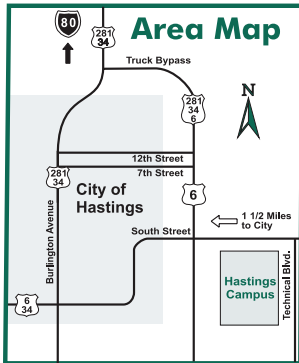 Area Map
80
281
34
Truck Bypass
N
281
34
6
12th Street
7th Street
281
34
City of
Hastings
6
Burlington Avenue
1 1/2 Miles
to City
South Street
Hastings
Campus
Technical Blvd.
6
34